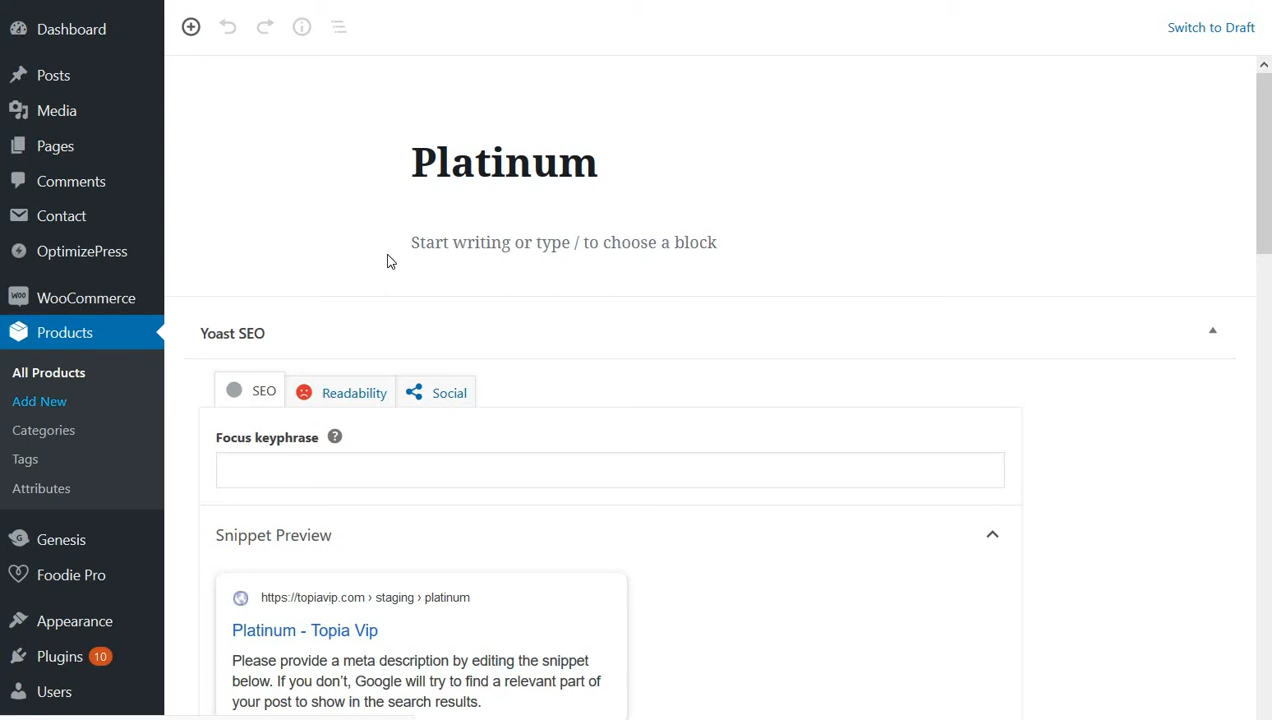 Dashboard
Posts
Media
Pages
Comments
Contact
OptimizePress
WOO
WooCommerce
Products
All Products
Add New
Categories
Tags
Attributes
G
Genesis
Foodie Pro
Appearance
Plugins 10
Users
Switch to Draft
Platinum
Start writing or type / to choose a block
Yoast SEO
SEO
Readability
Social
Focus keyphrase ?
Snippet Preview
https://topiavip.com › staging › platinum
Platinum - Topia Vip
Please provide a meta description by editing the snippet
below. If you don’t, Google will try to find a relevant part of
your post to show in the search results.